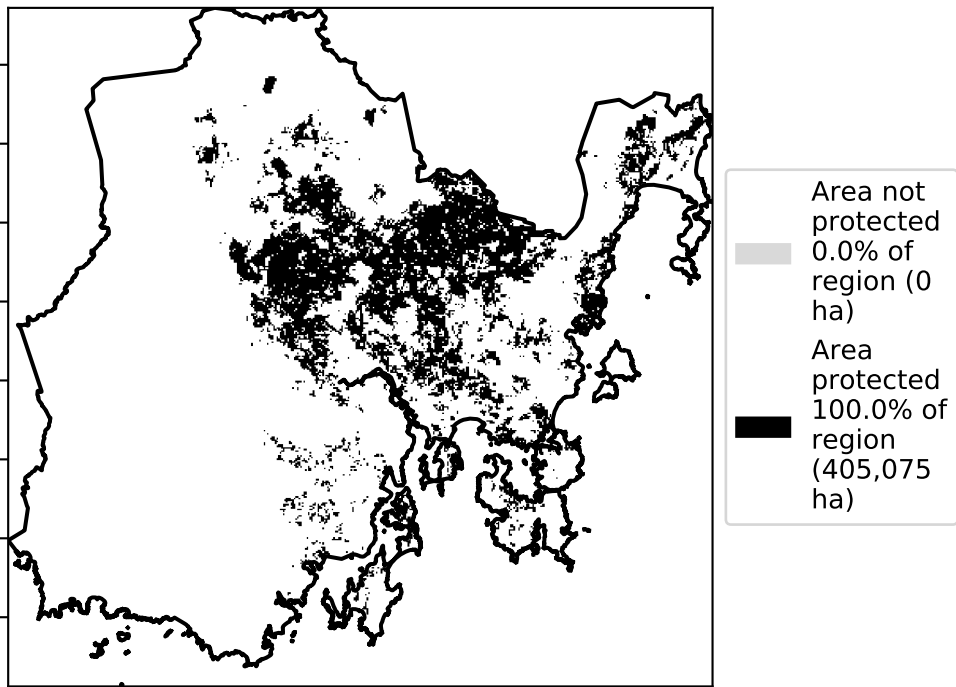 Area not
protected
0.0% of
region (0
ha)
Area
protected
100.0% of
region
(405,075
ha)